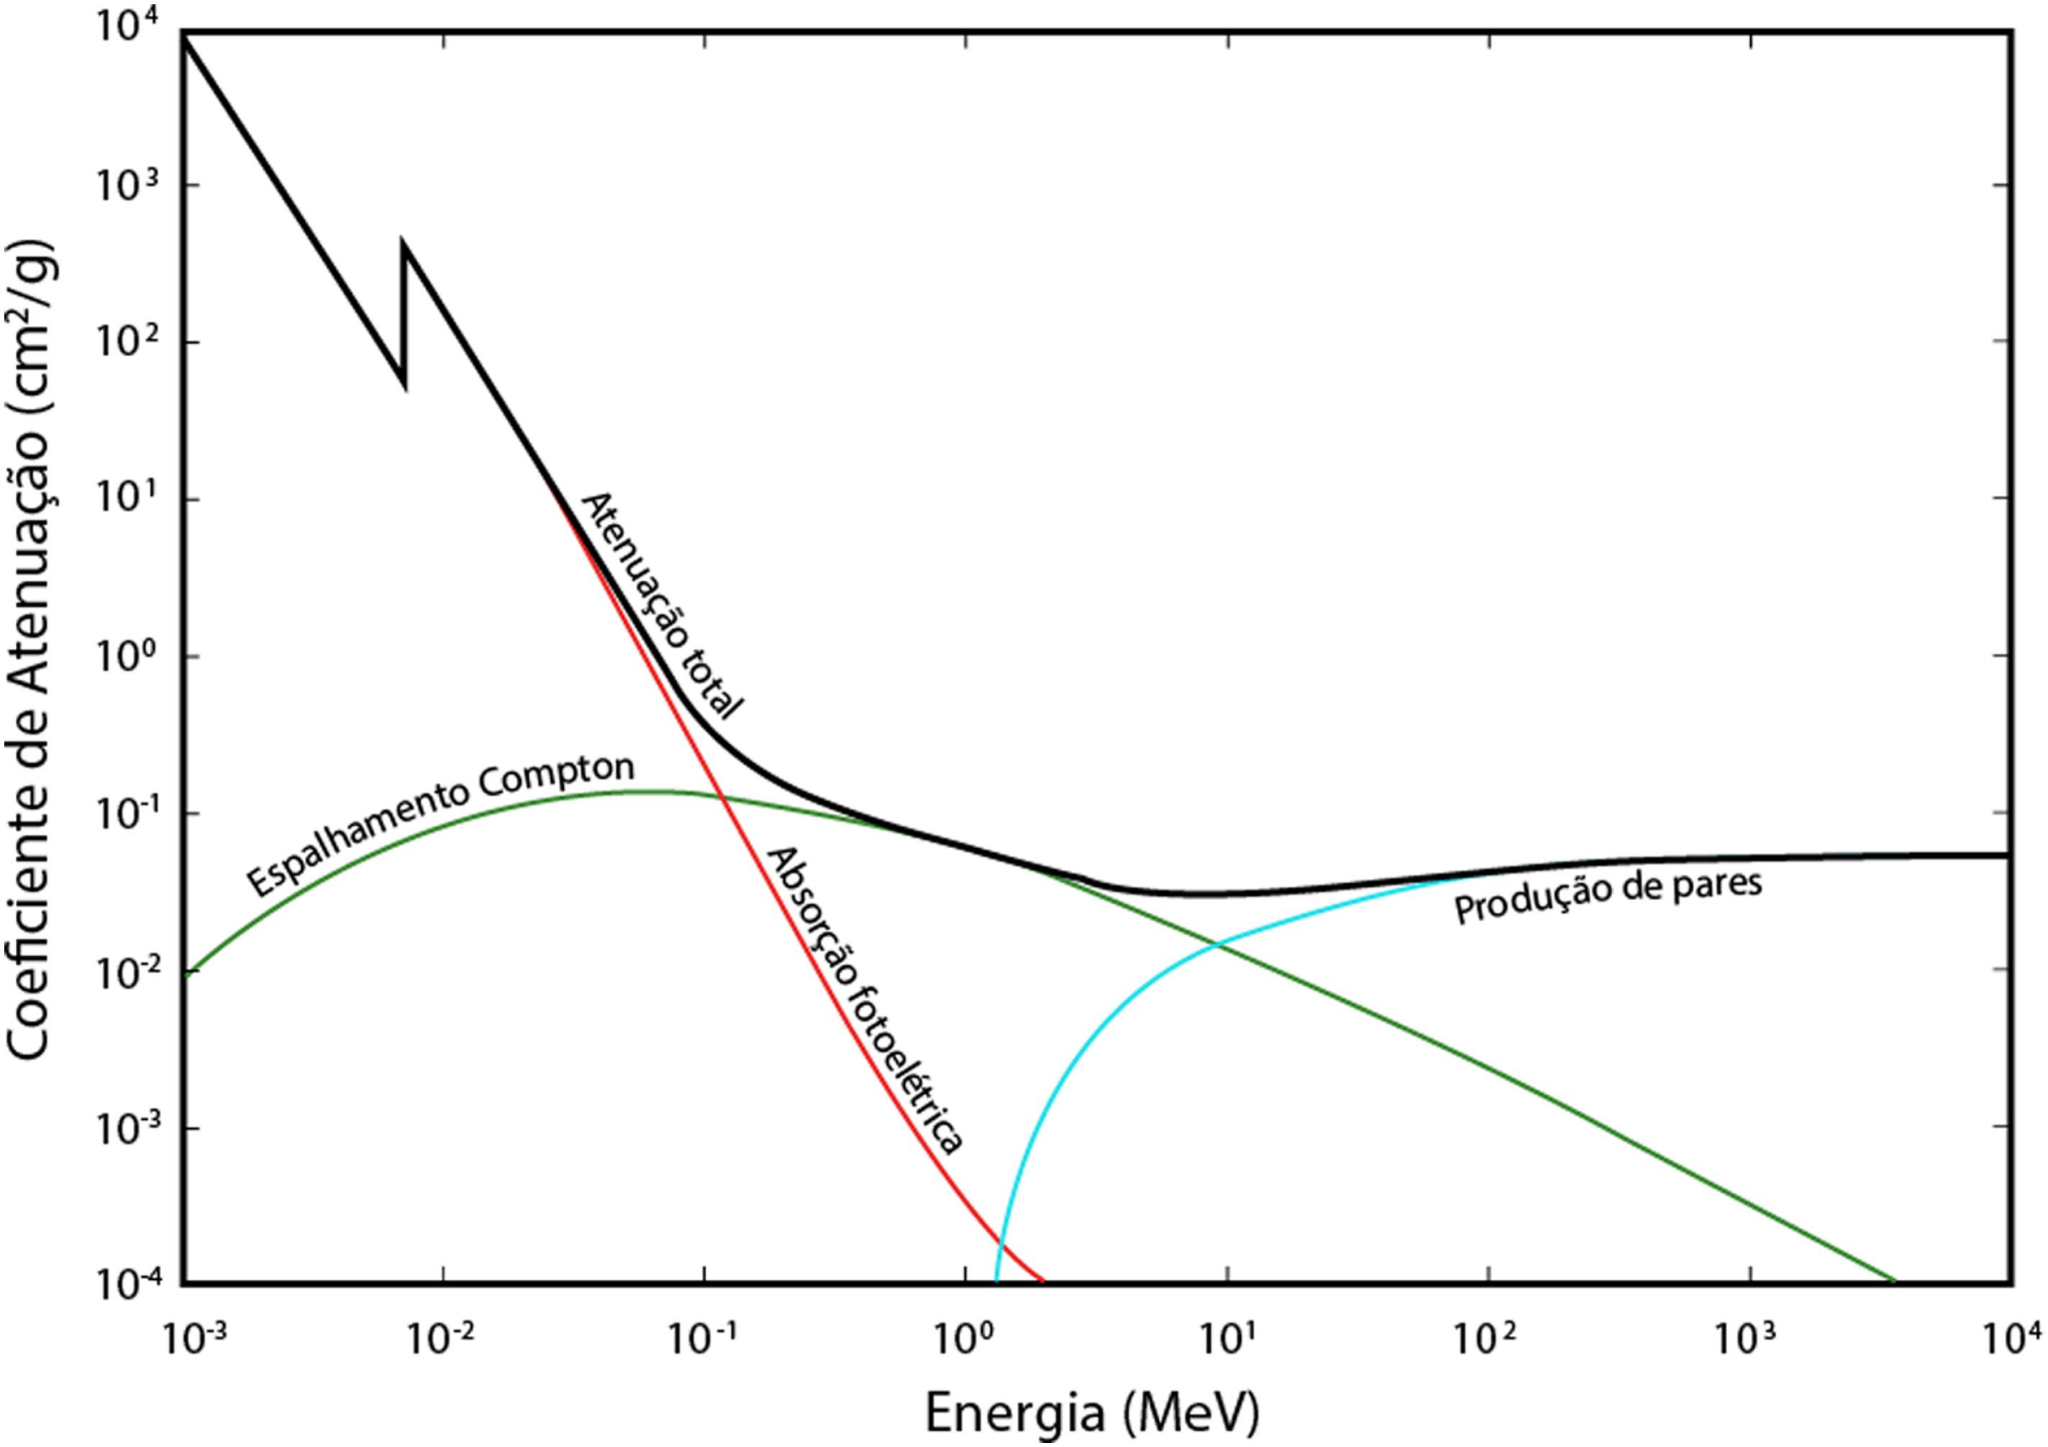 10⁴
10³
10²
10¹
10⁰
10⁻¹
10⁻²
10⁻³
10⁻⁴
Coeficiente de Atenuação (cm²/g)
Atenuação total
Espalhamento Compton
Absorção fotoelétrica
Produção de pares
10⁻³ 10⁻² 10⁻¹ 10⁰ 10¹ 10² 10³ 10⁴
Energia (MeV)